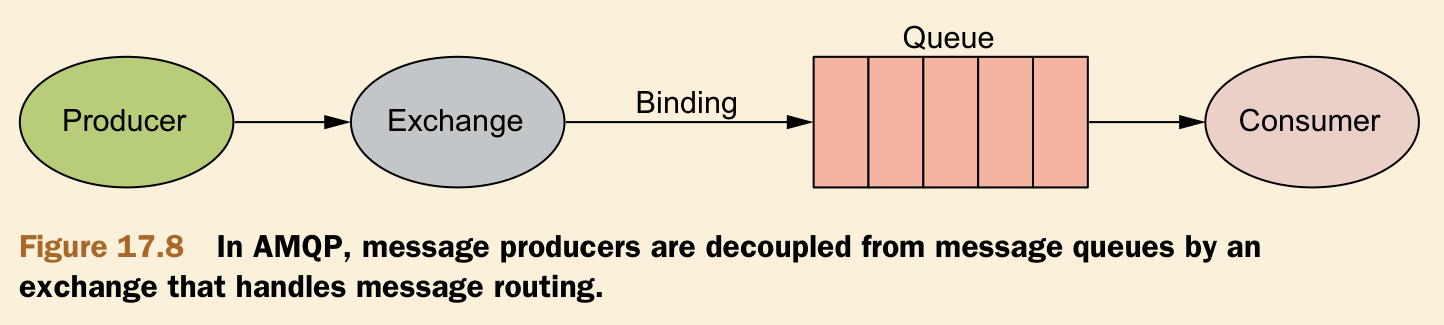 Queue
Producer
Exchange
Binding
Consumer
Figure 17.8 In AMQP, message producers are decoupled from message queues by an
exchange that handles message routing.